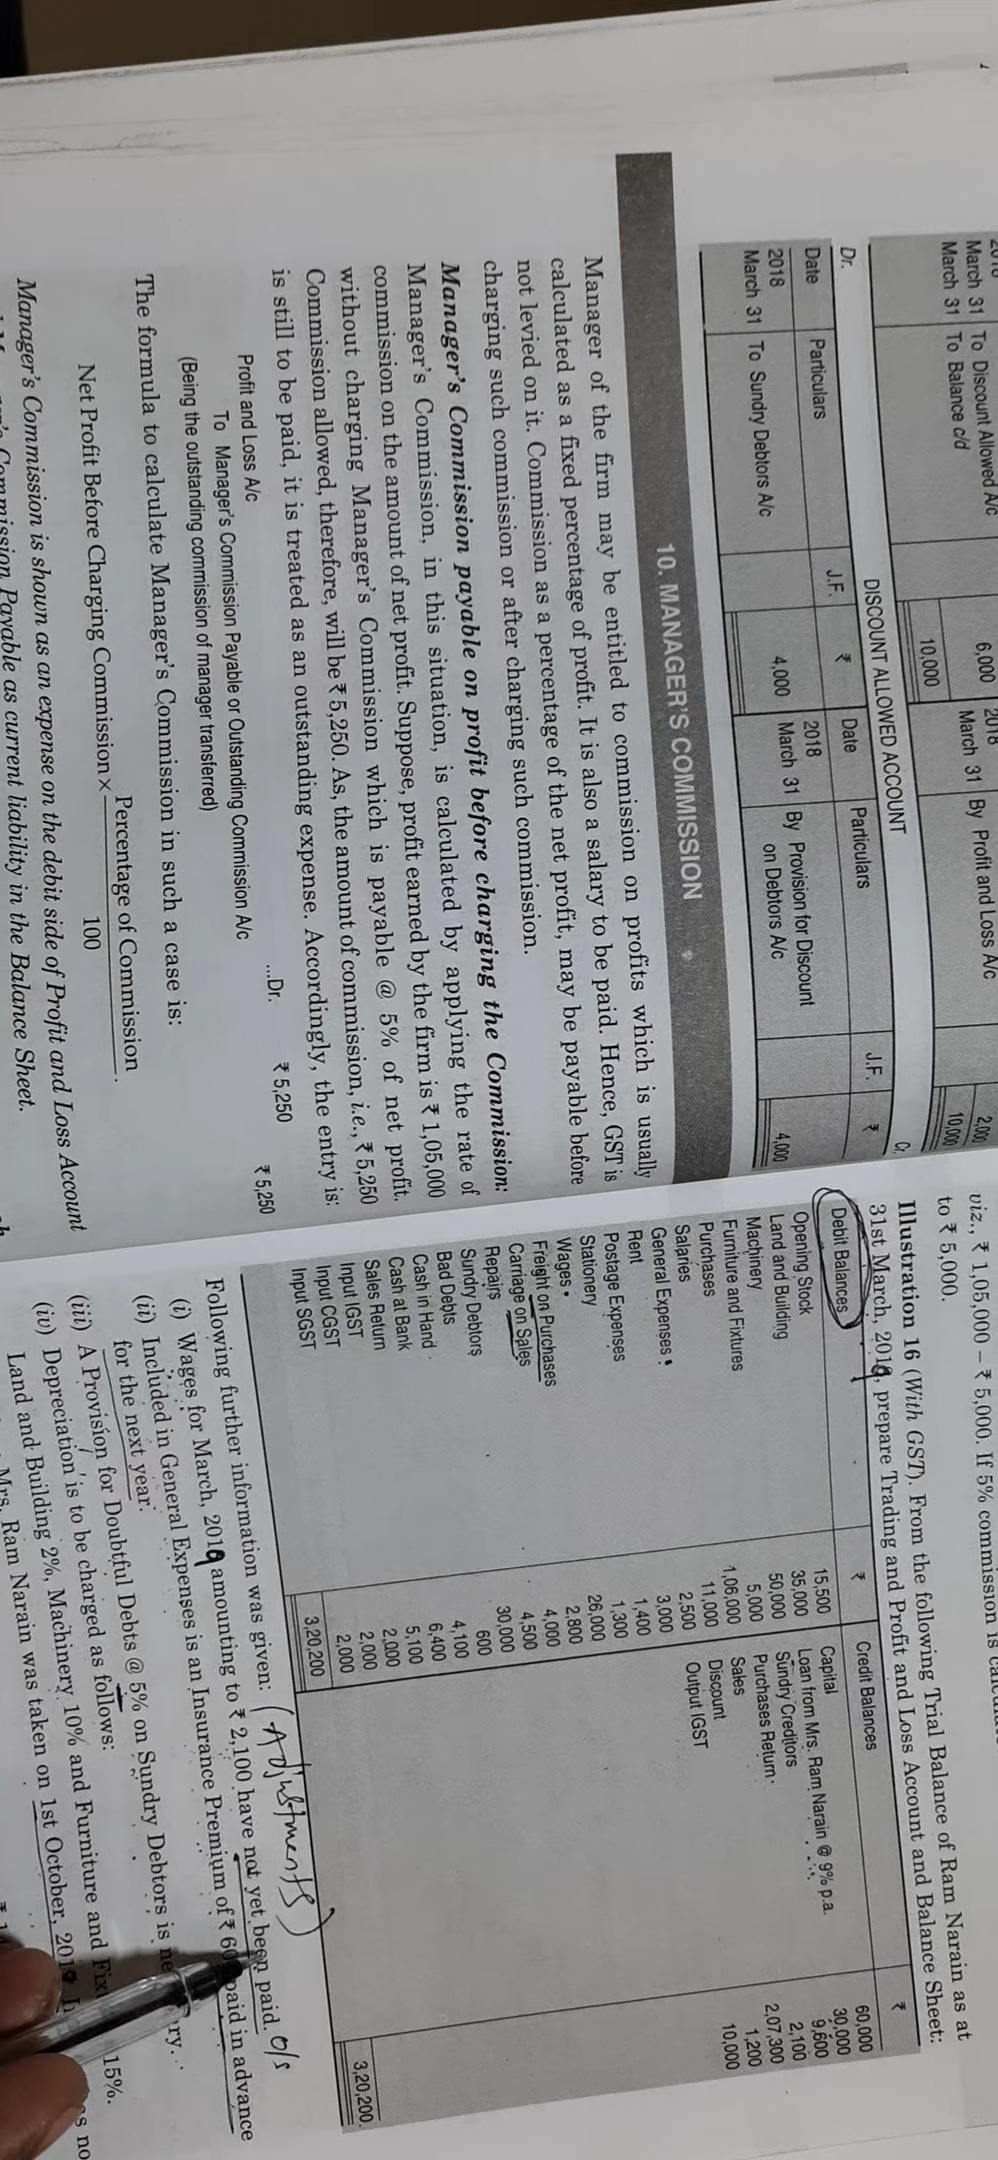 2018
March 31 To Discount Allowed A/c 6,000
March 31 To Balance c/d
10,000
2018
March 31 By Profit and Loss A/c 2,000
10,000
DISCOUNT ALLOWED ACCOUNT
Dr. Cr.
Date Particulars J.F. ₹ Date Particulars J.F. ₹
2018 2018
March 31 To Sundry Debtors A/c 4,000 March 31 By Provision for Discount
on Debtors A/c 4,000
10. MANAGER'S COMMISSION
Manager of the firm may be entitled to commission on profits which is usually
calculated as a fixed percentage of profit. It is also a salary to be paid. Hence, GST is
not levied on it. Commission as a percentage of the net profit, may be payable before
charging such commission or after charging such commission.
Manager's Commission payable on profit before charging the Commission:
Manager's Commission, in this situation, is calculated by applying the rate of
commission on the amount of net profit. Suppose, profit earned by the firm is ₹ 1,05,000
without charging Manager's Commission which is payable @ 5% of net profit.
Commission allowed, therefore, will be ₹ 5,250. As, the amount of commission, i.e., ₹ 5,250
is still to be paid, it is treated as an outstanding expense. Accordingly, the entry is:
Profit and Loss A/c ...Dr. ₹ 5,250
To Manager's Commission Payable or Outstanding Commission A/c ₹ 5,250
(Being the outstanding commission of manager transferred)
The formula to calculate Manager's Commission in such a case is:
Net Profit Before Charging Commission × Percentage of Commission
100 .
Manager's Commission is shown as an expense on the debit side of Profit and Loss Account
Commission Payable as current liability in the Balance Sheet.
viz., ₹ 1,05,000 – ₹ 5,000. If 5% commission is
to ₹ 5,000.
Illustration 16 (With GST). From the following Trial Balance of Ram Narain as at
31st March, 2019, prepare Trading and Profit and Loss Account and Balance Sheet:
Debit Balances ₹ Credit Balances ₹
Opening Stock 15,500 Capital 60,000
Land and Building 35,000 Loan from Mrs. Ram Narain @ 9% p.a. 30,000
Machinery 50,000 Sundry Creditors 9,600
Furniture and Fixtures 5,000 Purchases Return 2,100
Purchases 1,06,000 Sales 2,07,300
Salaries 11,000 Discount 1,200
General Expenses 2,500 Output IGST 10,000
Rent 3,000
Postage Expenses 1,400
Stationery 1,300
Wages 26,000
Freight on Purchases 2,800
Carriage on Sales 4,000
Repairs 4,500
Sundry Debtors 30,000
Bad Debts 600
Cash in Hand 4,100
Cash at Bank 6,400
Sales Return 5,100
Input IGST 2,000
Input CGST 2,000
Input SGST 2,000
3,20,200 3,20,200
Following further information was given: (Adjustments)
(i) Wages for March, 2019 amounting to ₹ 2,100 have not yet been paid. O/s
(ii) Included in General Expenses is an Insurance Premium of ₹ paid in advance
for the next year.
(iii) A Provision for Doubtful Debts @ 5% on Sundry Debtors is
(iv) Depreciation is to be charged as follows:
Land and Building 2%, Machinery 10% and Furniture and 15%.
Mrs. Ram Narain was taken on 1st October,